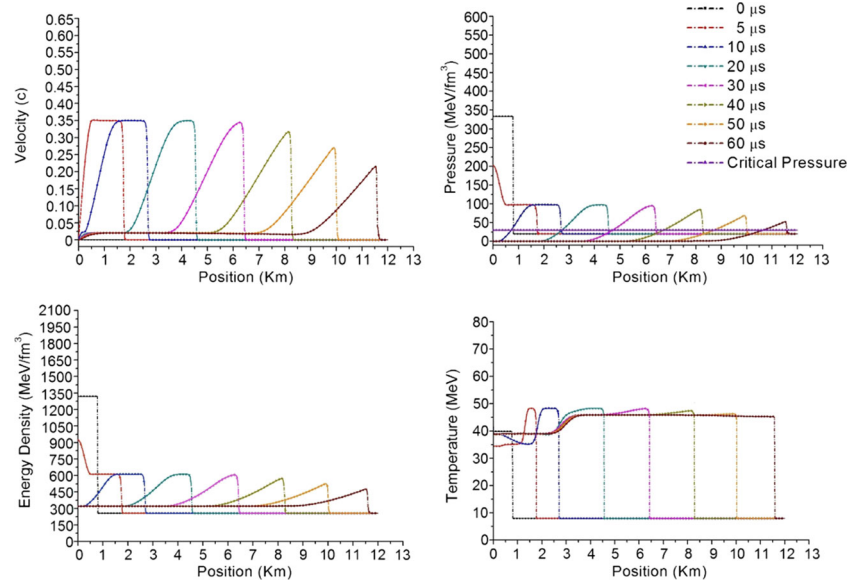 0.65
0.60
0.55
0.50
0.45
0.40
0.35
0.30
0.25
0.20
0.15
0.10
0.05
0
Velocity (c)
0 1 2 3 4 5 6 7 8 9 10 11 12 13
Position (Km)
600
550
500
450
400
350
300
250
200
150
100
50
0
Pressure (MeV/fm³)
0 1 2 3 4 5 6 7 8 9 10 11 12 13
Position (Km)
0 μs
5 μs
10 μs
20 μs
30 μs
40 μs
50 μs
60 μs
Critical Pressure
2100
1950
1800
1650
1500
1350
1200
1050
900
750
600
450
300
150
0
Energy Density (MeV/fm³)
0 1 2 3 4 5 6 7 8 9 10 11 12 13
Position (Km)
80
70
60
50
40
30
20
10
0
Temperature (MeV)
0 1 2 3 4 5 6 7 8 9 10 11 12 13
Position (Km)